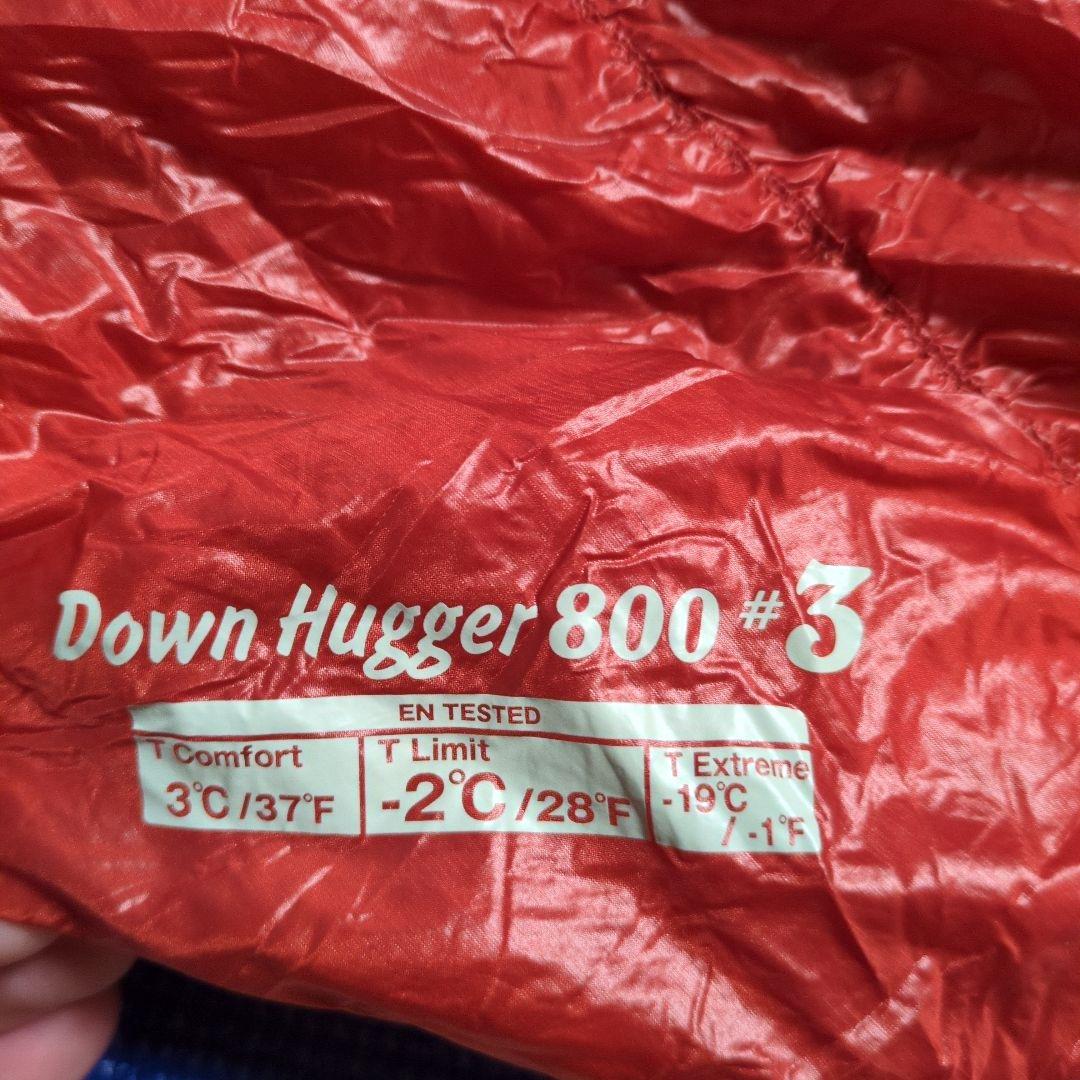 Down Hugger 800 #3
EN TESTED
T Comfort
3℃/37°F
T Limit
-2℃/28°F
T Extreme
-19℃
/ -1°F